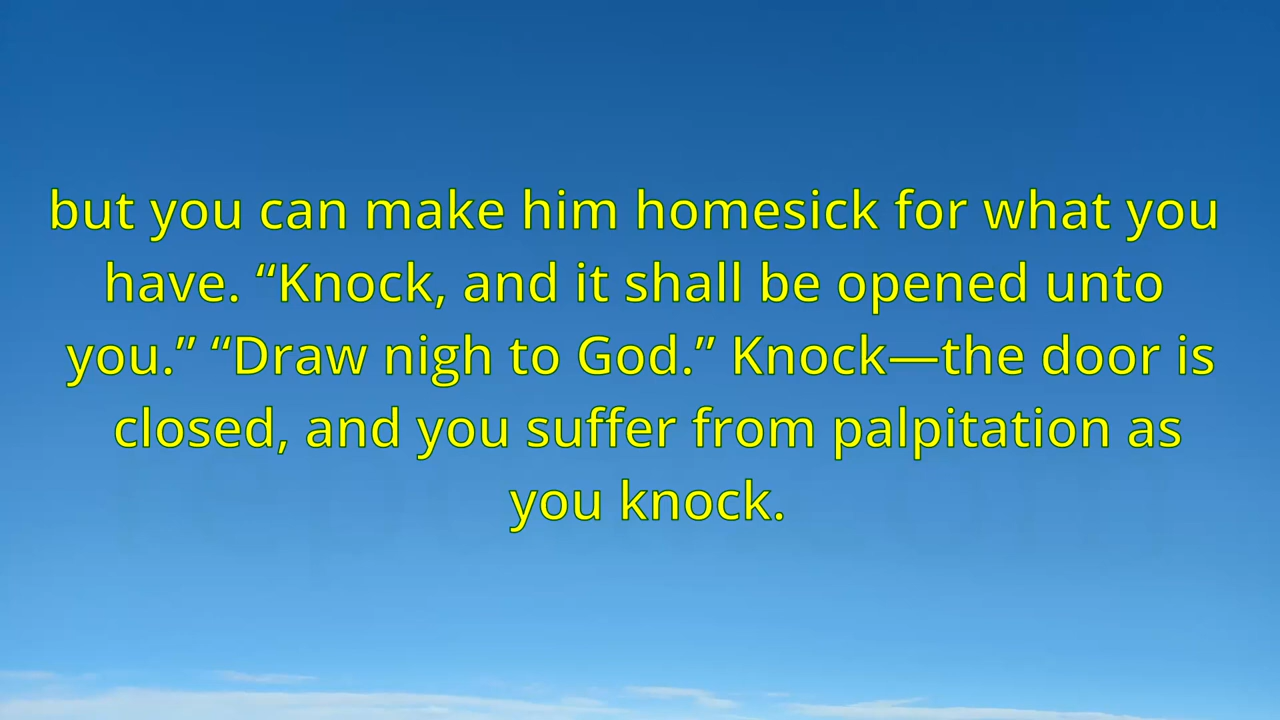 but you can make him homesick for what you
have. “Knock, and it shall be opened unto
you.” “Draw nigh to God.” Knock—the door is
closed, and you suffer from palpitation as
you knock.